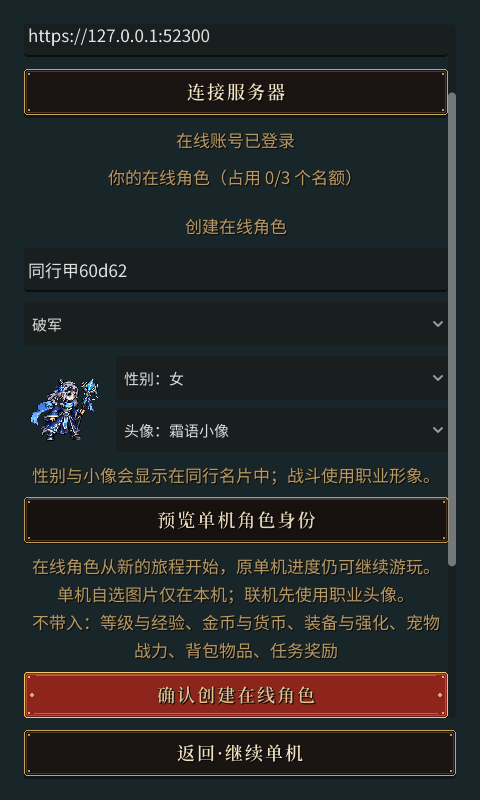 https://127.0.0.1:52300
连接服务器
在线账号已登录
你的在线角色（占用 0/3 个名额）
创建在线角色
同行甲60d62
破军
性别：女
头像：霜语小像
性别与小像会显示在同行名片中；战斗使用职业形象。
预览单机角色身份
在线角色从新的旅程开始，原单机进度仍可继续游玩。
单机自选图片仅在本机；联机先使用职业头像。
不带入：等级与经验、金币与货币、装备与强化、宠物
战力、背包物品、任务奖励
确认创建在线角色
返回·继续单机